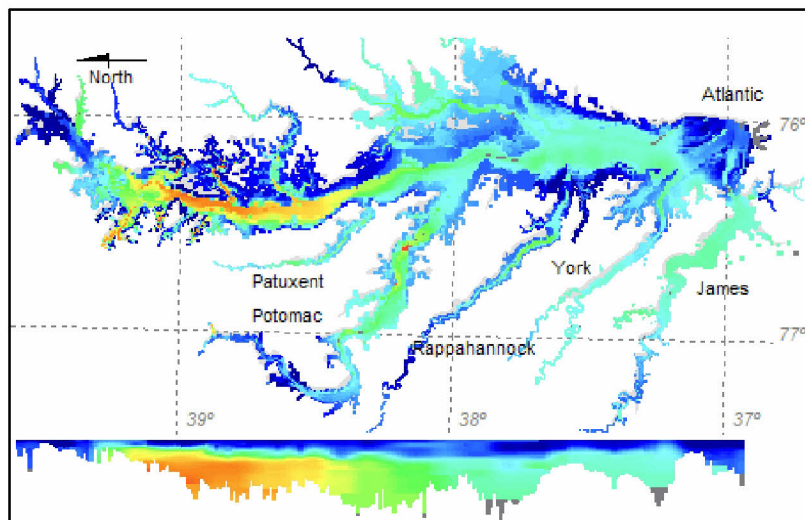 North
Atlantic
76°
Patuxent
York
Potomac
James
77°
Rappahannock
39°
38°
37°